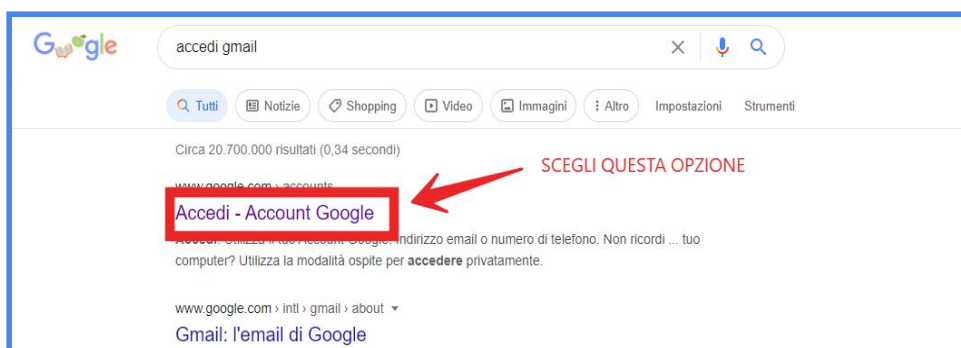 Google
accedi gmail
Tutti Notizie Shopping Video Immagini Altro Impostazioni Strumenti
Circa 20.700.000 risultati (0,34 secondi)
SCEGLI QUESTA OPZIONE
www.google.com › accounts
Accedi - Account Google
Accedi. Utilizza il tuo Account Google. Indirizzo email o numero di telefono. Non ricordi ... tuo
computer? Utilizza la modalità ospite per accedere privatamente.
www.google.com › intl › gmail › about
Gmail: l'email di Google